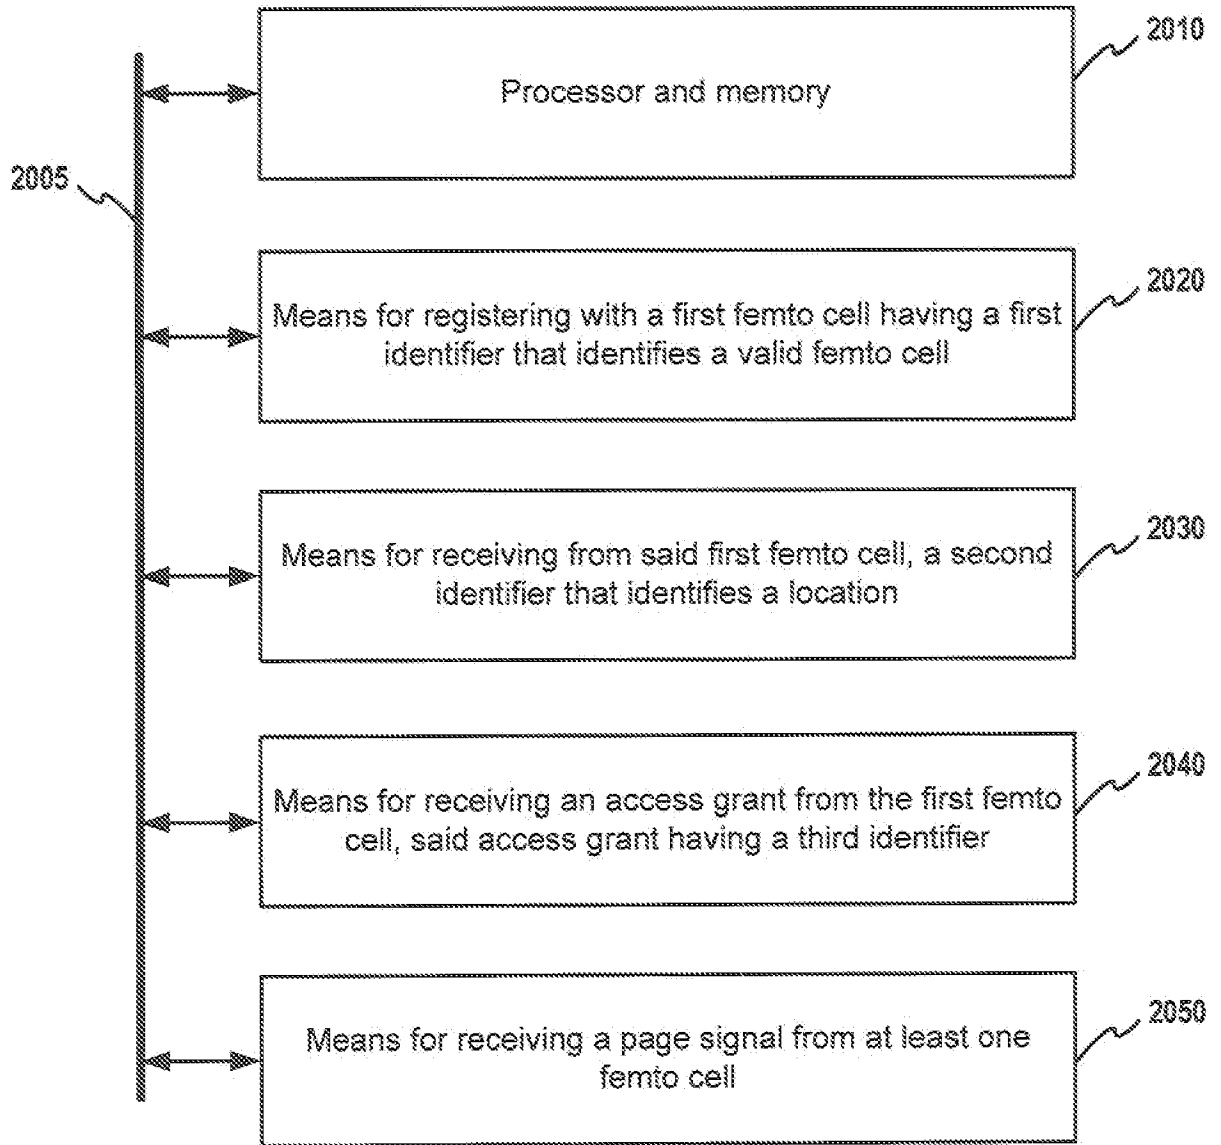 2010
Processor and memory
2005
2020
Means for registering with a first femto cell having a first
identifier that identifies a valid femto cell
2030
Means for receiving from said first femto cell, a second
identifier that identifies a location
2040
Means for receiving an access grant from the first femto
cell, said access grant having a third identifier
2050
Means for receiving a page signal from at least one
femto cell